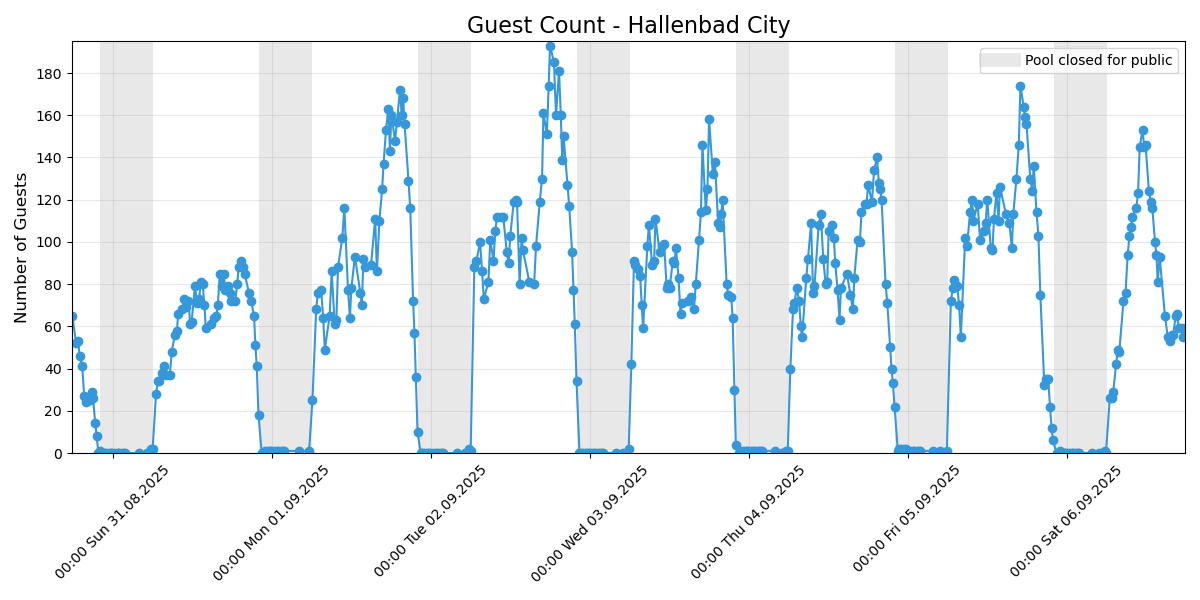 Guest Count - Hallenbad City
Pool closed for public
Number of Guests
180
160
140
120
100
80
60
40
20
0
00:00 Sun 31.08.2025
00:00 Mon 01.09.2025
00:00 Tue 02.09.2025
00:00 Wed 03.09.2025
00:00 Thu 04.09.2025
00:00 Fri 05.09.2025
00:00 Sat 06.09.2025